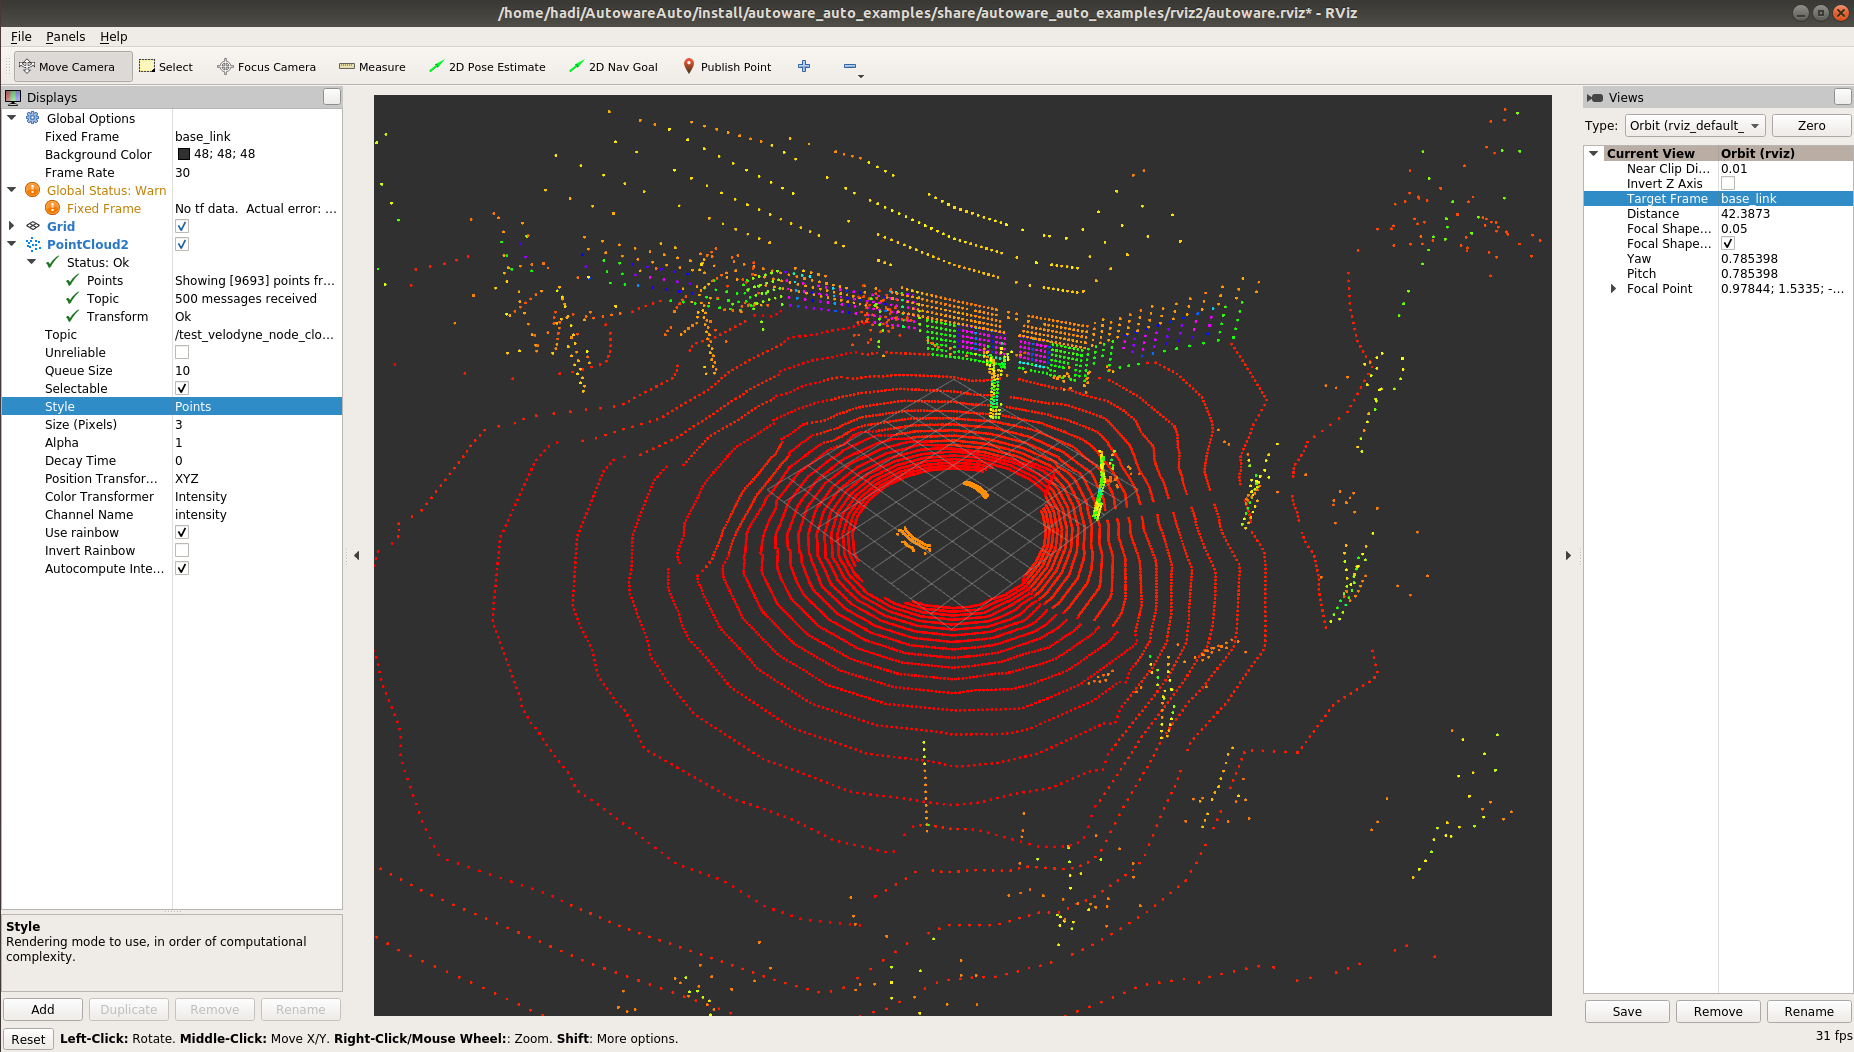 /home/hadi/AutowareAuto/install/autoware_auto_examples/share/autoware_auto_examples/rviz2/autoware.rviz* - RViz
File Panels Help
Move Camera Select Focus Camera Measure 2D Pose Estimate 2D Nav Goal Publish Point
Displays
Global Options
Fixed Frame base_link
Background Color 48; 48; 48
Frame Rate 30
Global Status: Warn
Fixed Frame No tf data. Actual error: ...
Grid
PointCloud2
Status: Ok
Points Showing [9693] points fr...
Topic 500 messages received
Transform Ok
Topic /test_velodyne_node_clo...
Unreliable
Queue Size 10
Selectable
Style Points
Size (Pixels) 3
Alpha 1
Decay Time 0
Position Transfor... XYZ
Color Transformer Intensity
Channel Name intensity
Use rainbow
Invert Rainbow
Autocompute Inte...
Style
Rendering mode to use, in order of computational
complexity.
Add Duplicate Remove Rename
Views
Type: Orbit (rviz_default_ Zero
Current View Orbit (rviz)
Near Clip Di... 0.01
Invert Z Axis
Target Frame base_link
Distance 42.3873
Focal Shape... 0.05
Focal Shape...
Yaw 0.785398
Pitch 0.785398
Focal Point 0.97844; 1.5335; -...
Save Remove Rename
Reset Left-Click: Rotate. Middle-Click: Move X/Y. Right-Click/Mouse Wheel:: Zoom. Shift: More options.
31 fps